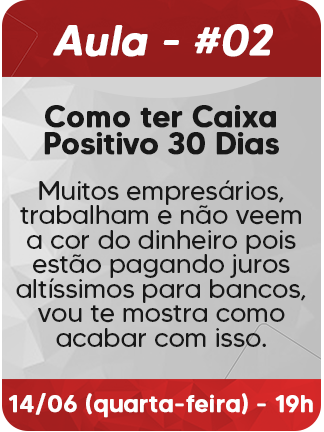 Aula - #02
Como ter Caixa
Positivo 30 Dias
Muitos empresários,
trabalham e não veem
a cor do dinheiro pois
estão pagando juros
altíssimos para bancos,
vou te mostra como
acabar com isso.
14/06 (quarta-feira) - 19h